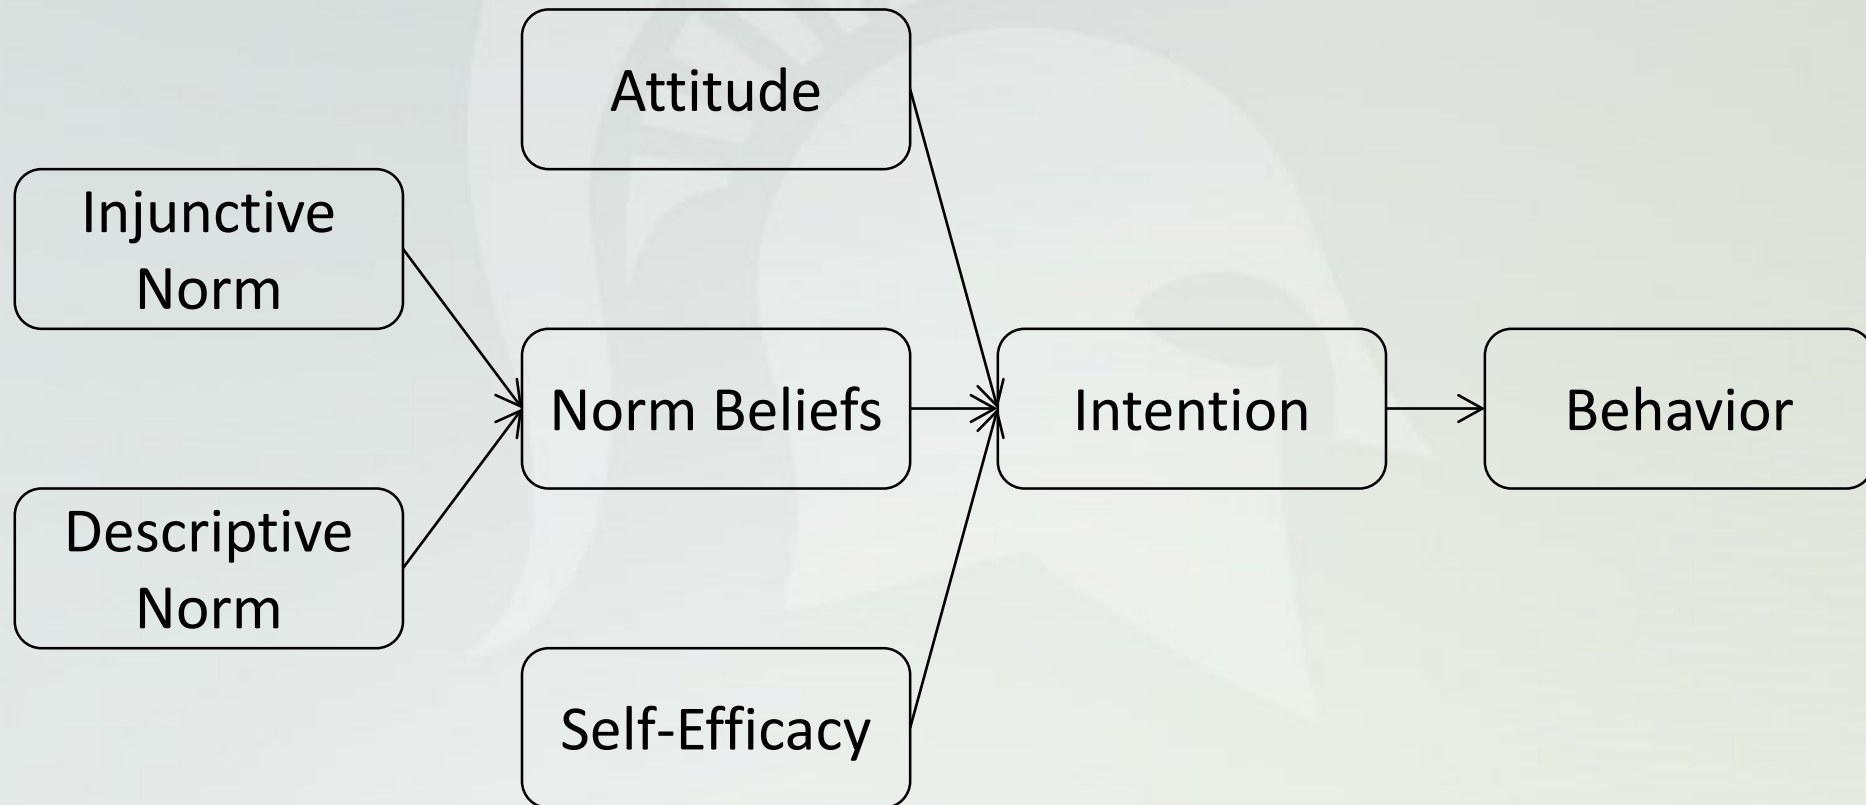 Attitude
Injunctive
Norm
Norm Beliefs
Intention
Behavior
Descriptive
Norm
Self-Efficacy